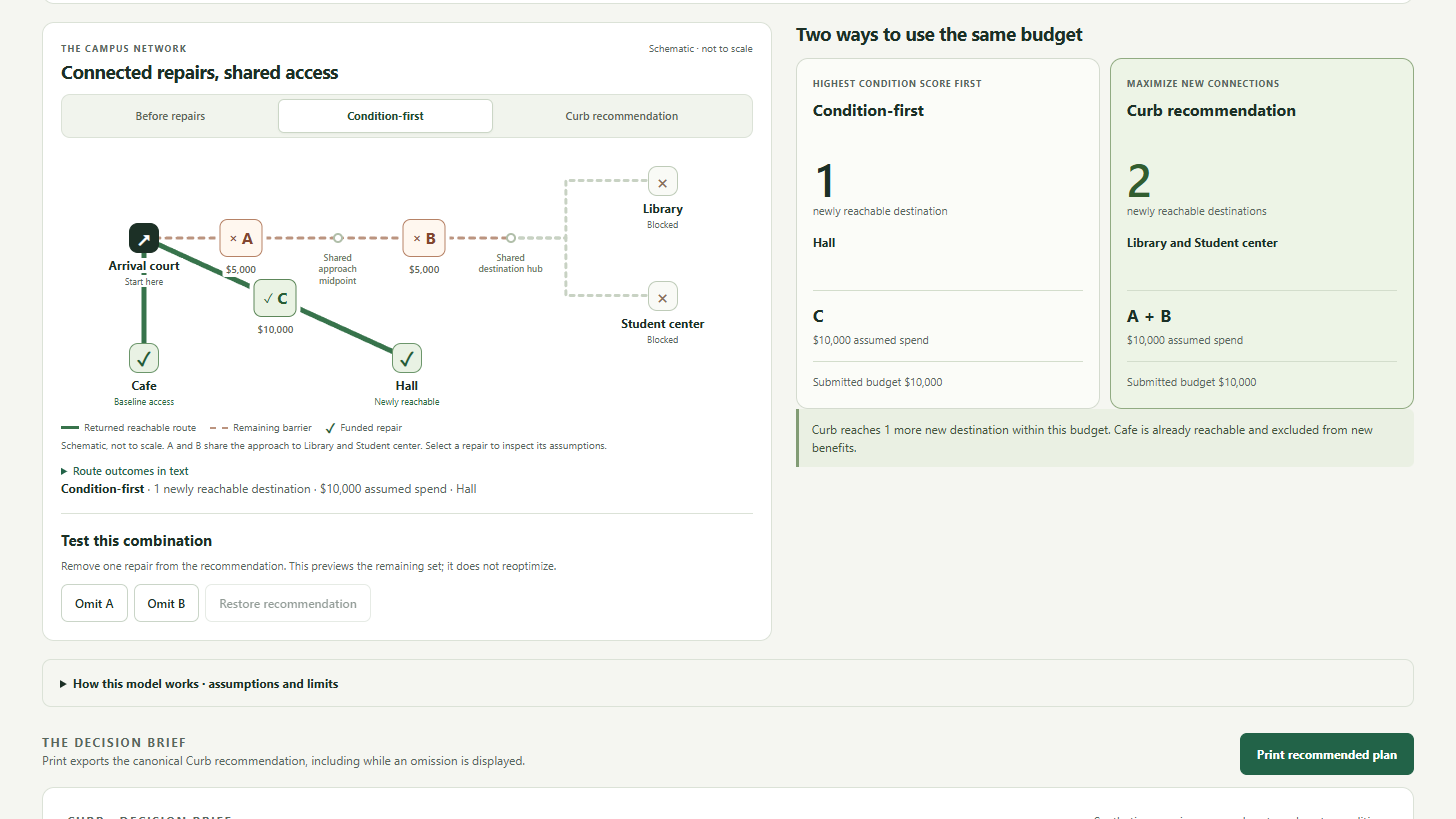 THE CAMPUS NETWORK
Schematic · not to scale
Connected repairs, shared access
Before repairs
Condition-first
Curb recommendation
Library
Blocked
A
B
Arrival court
Start here
$5,000
$5,000
Shared
approach
midpoint
Shared
destination hub
C
$10,000
Student center
Blocked
Cafe
Baseline access
Hall
Newly reachable
Returned reachable route
Remaining barrier
Funded repair
Schematic, not to scale. A and B share the approach to Library and Student center. Select a repair to inspect its assumptions.
Route outcomes in text
Condition-first · 1 newly reachable destination · $10,000 assumed spend · Hall
Test this combination
Remove one repair from the recommendation. This previews the remaining set; it does not reoptimize.
Omit A
Omit B
Restore recommendation
Two ways to use the same budget
HIGHEST CONDITION SCORE FIRST
Condition-first
1
newly reachable destination
Hall
C
$10,000 assumed spend
Submitted budget $10,000
MAXIMIZE NEW CONNECTIONS
Curb recommendation
2
newly reachable destinations
Library and Student center
A + B
$10,000 assumed spend
Submitted budget $10,000
Curb reaches 1 more new destination within this budget. Cafe is already reachable and excluded from new
benefits.
How this model works · assumptions and limits
THE DECISION BRIEF
Print exports the canonical Curb recommendation, including while an omission is displayed.
Print recommended plan